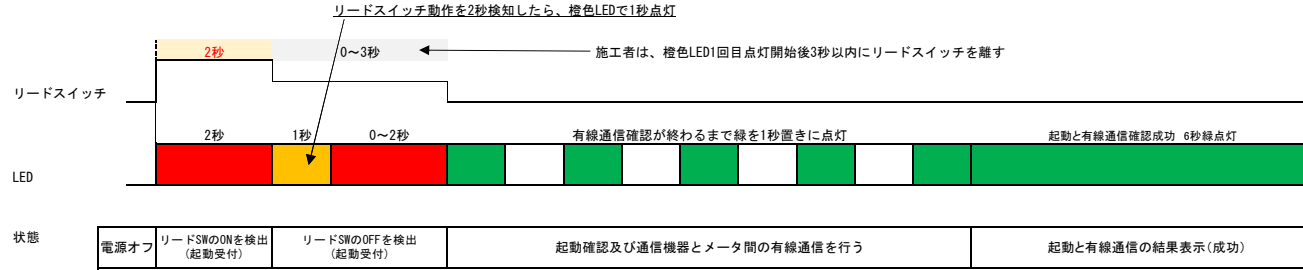 リードスイッチ動作を2秒検知したら、橙色LEDで1秒点灯
2秒
0～3秒
施工者は、橙色LED1回目点灯開始後3秒以内にリードスイッチを離す
リードスイッチ
2秒
1秒
0～2秒
有線通信確認が終わるまで緑を1秒置きに点灯
起動と有線通信確認成功 6秒緑点灯
LED
状態
電源オフ
リードSWのONを検出
(起動受付)
リードSWのOFFを検出
(起動受付)
起動確認及び通信機器とメータ間の有線通信を行う
起動と有線通信の結果表示(成功)